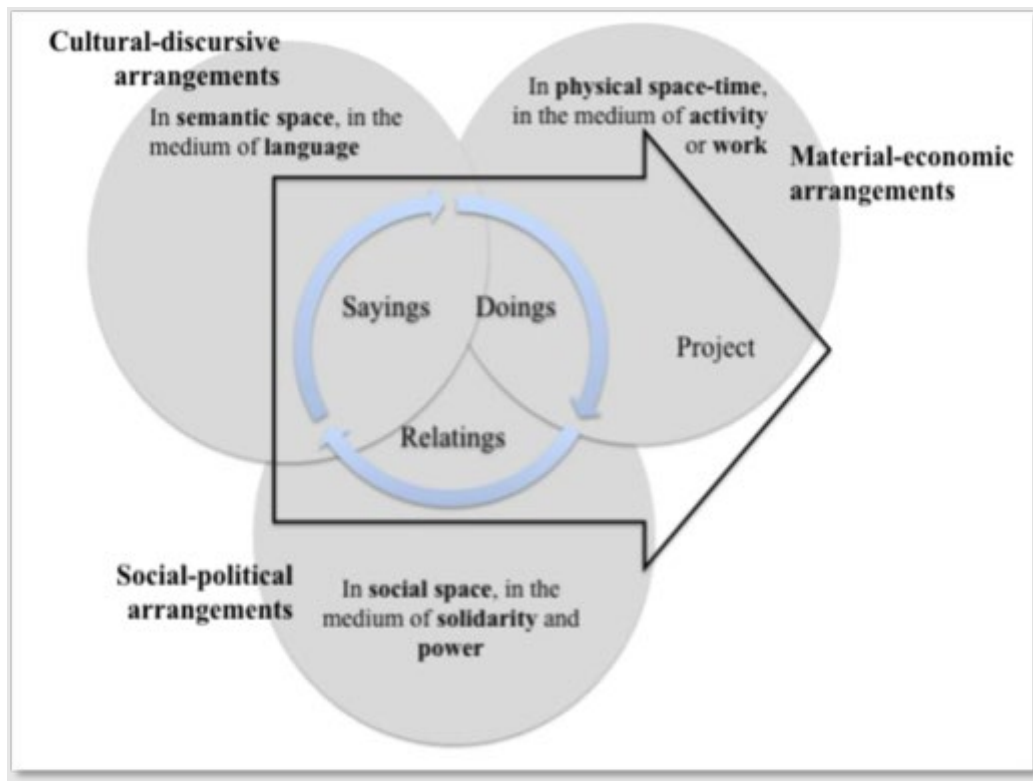 Cultural-discursive
arrangements
In semantic space, in the
medium of language
In physical space-time,
in the medium of activity
or work
Material-economic
arrangements
Sayings
Doings
Project
Relatings
Social-political
arrangements
In social space, in the
medium of solidarity and
power